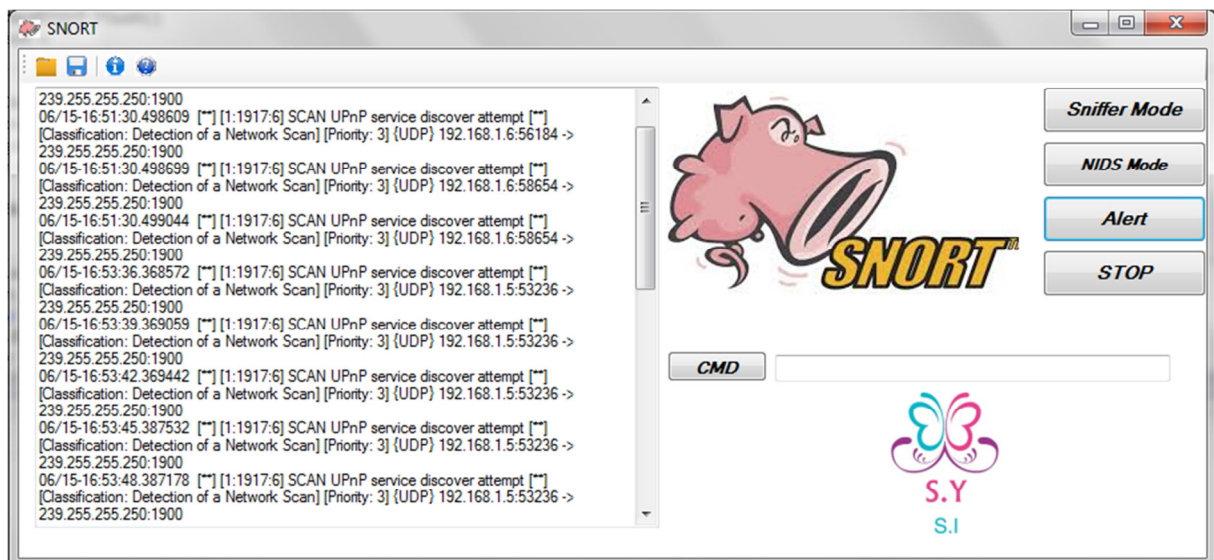 SNORT
239.255.255.250:1900
06/15-16:51:30.498609 [**] [1:1917:6] SCAN UPnP service discover attempt [**]
[Classification: Detection of a Network Scan] [Priority: 3] {UDP} 192.168.1.6:56184 ->
239.255.255.250:1900
06/15-16:51:30.498699 [**] [1:1917:6] SCAN UPnP service discover attempt [**]
[Classification: Detection of a Network Scan] [Priority: 3] {UDP} 192.168.1.6:58654 ->
239.255.255.250:1900
06/15-16:51:30.499044 [**] [1:1917:6] SCAN UPnP service discover attempt [**]
[Classification: Detection of a Network Scan] [Priority: 3] {UDP} 192.168.1.6:58654 ->
239.255.255.250:1900
06/15-16:53:36.368572 [**] [1:1917:6] SCAN UPnP service discover attempt [**]
[Classification: Detection of a Network Scan] [Priority: 3] {UDP} 192.168.1.5:53236 ->
239.255.255.250:1900
06/15-16:53:39.369059 [**] [1:1917:6] SCAN UPnP service discover attempt [**]
[Classification: Detection of a Network Scan] [Priority: 3] {UDP} 192.168.1.5:53236 ->
239.255.255.250:1900
06/15-16:53:42.369442 [**] [1:1917:6] SCAN UPnP service discover attempt [**]
[Classification: Detection of a Network Scan] [Priority: 3] {UDP} 192.168.1.5:53236 ->
239.255.255.250:1900
06/15-16:53:45.387532 [**] [1:1917:6] SCAN UPnP service discover attempt [**]
[Classification: Detection of a Network Scan] [Priority: 3] {UDP} 192.168.1.5:53236 ->
239.255.255.250:1900
06/15-16:53:48.387178 [**] [1:1917:6] SCAN UPnP service discover attempt [**]
[Classification: Detection of a Network Scan] [Priority: 3] {UDP} 192.168.1.5:53236 ->
239.255.255.250:1900
SNORT
Sniffer Mode
NIDS Mode
Alert
STOP
CMD
S.Y
S.I